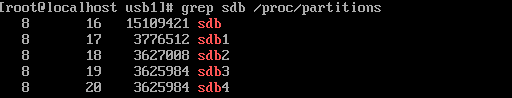 [root@localhost usb1]# grep sdb /proc/partitions
   8       16   15109421 sdb
   8       17    3776512 sdb1
   8       18    3627008 sdb2
   8       19    3625984 sdb3
   8       20    3625984 sdb4